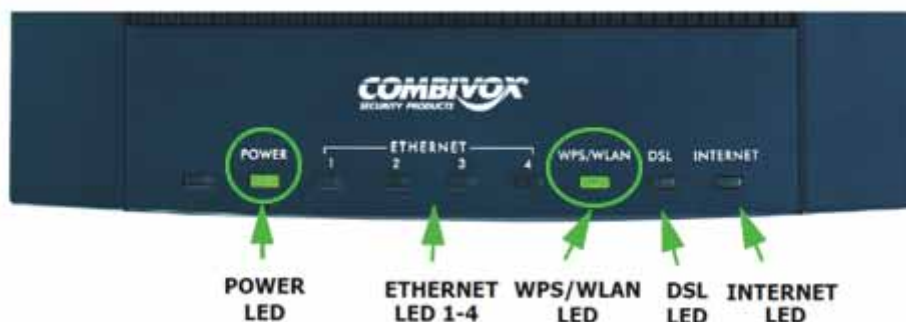 COMBIVOX
SECURITY PRODUCTS
POWER
ETHERNET
1 2 3 4
WPS/WLAN DSL INTERNET
POWER
LED
ETHERNET
LED 1-4
WPS/WLAN
LED
DSL
LED
INTERNET
LED